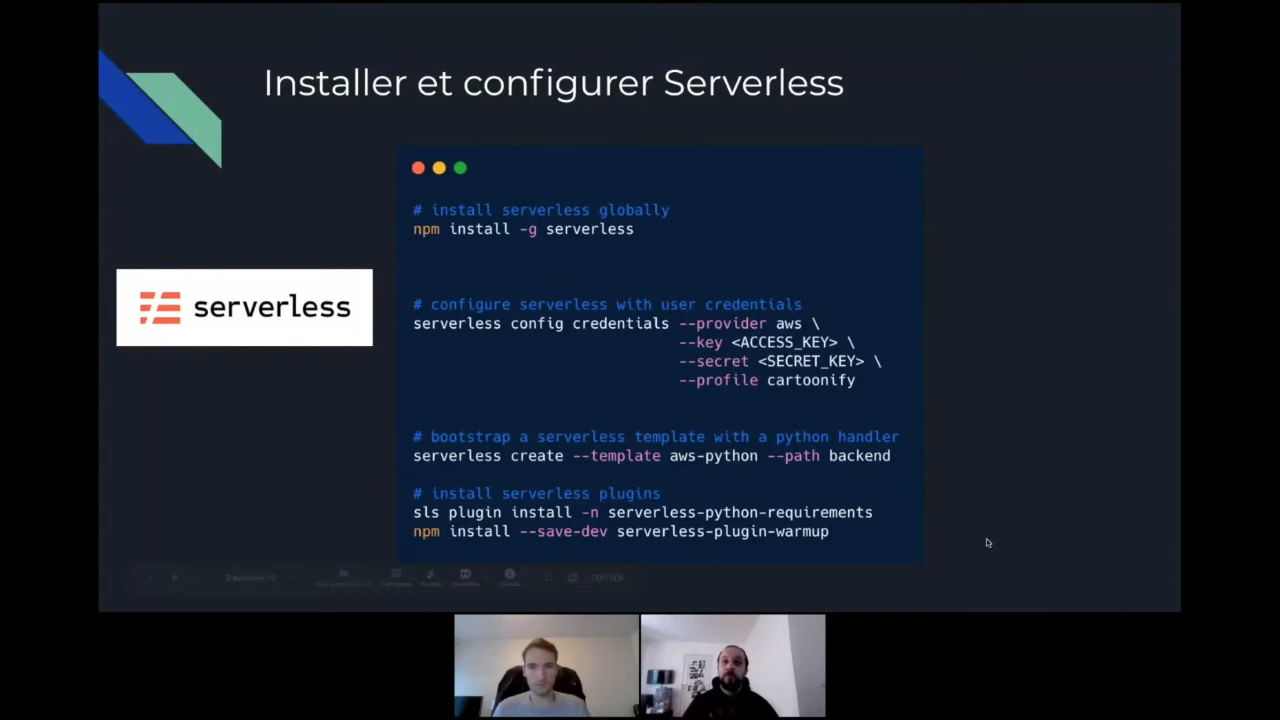 Installer et configurer Serverless
# install serverless globally
npm install -g serverless
serverless
# configure serverless with user credentials
serverless config credentials --provider aws \
--key <ACCESS_KEY> \
--secret <SECRET_KEY> \
--profile cartoonify
# bootstrap a serverless template with a python handler
serverless create --template aws-python --path backend
# install serverless plugins
sls plugin install -n serverless-python-requirements
npm install --save-dev serverless-plugin-warmup